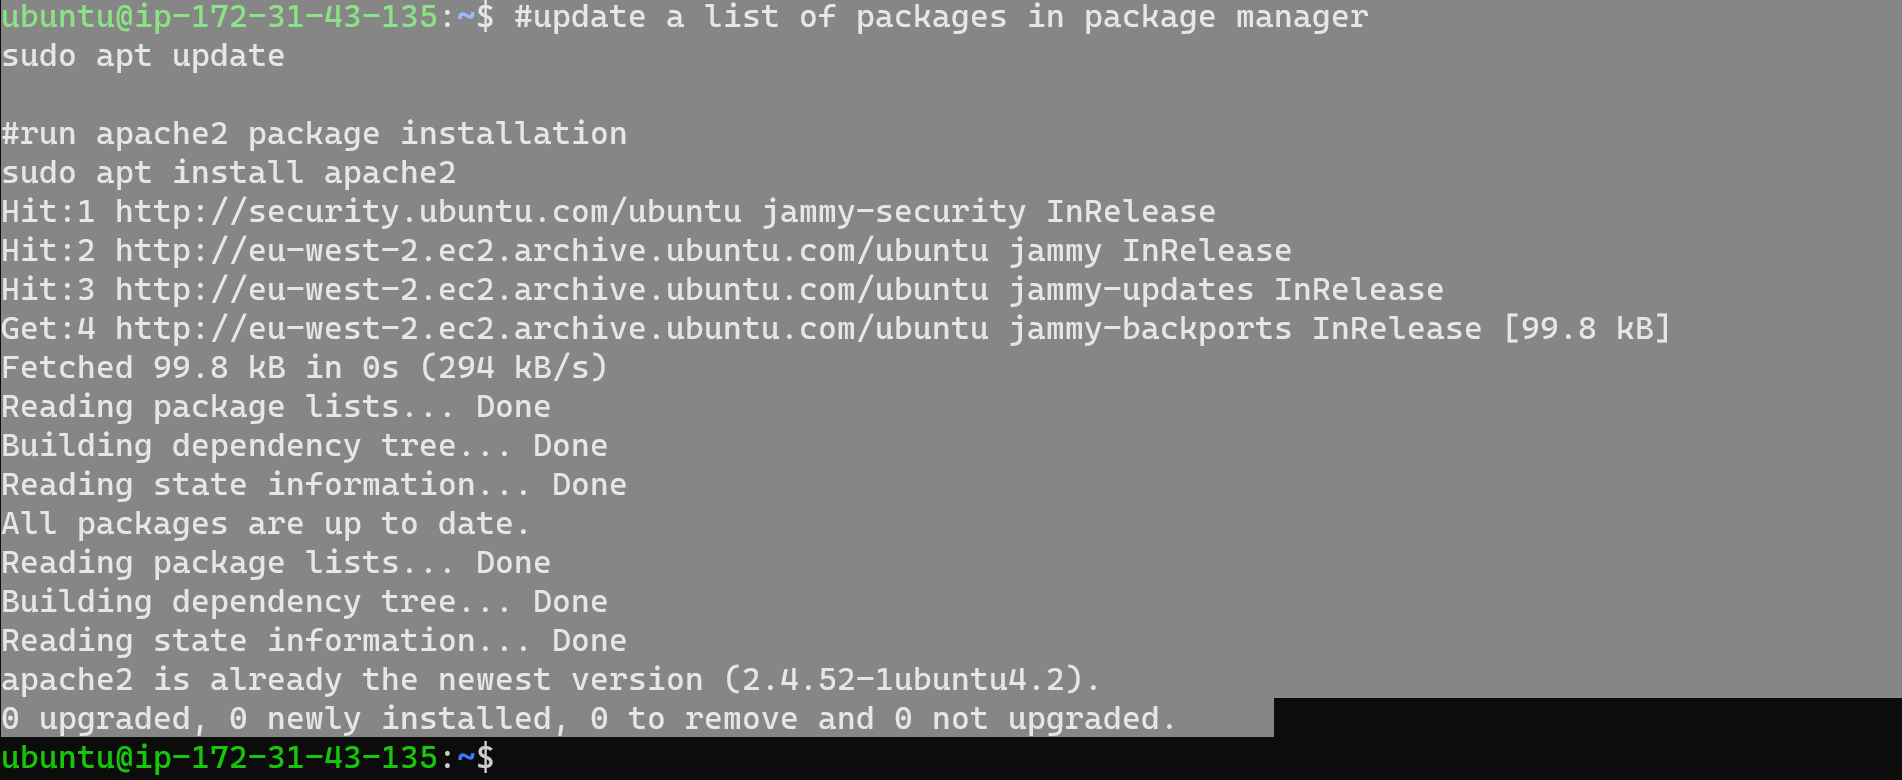 ubuntu@ip-172-31-43-135:~$ #update a list of packages in package manager
sudo apt update

#run apache2 package installation
sudo apt install apache2
Hit:1 http://security.ubuntu.com/ubuntu jammy-security InRelease
Hit:2 http://eu-west-2.ec2.archive.ubuntu.com/ubuntu jammy InRelease
Hit:3 http://eu-west-2.ec2.archive.ubuntu.com/ubuntu jammy-updates InRelease
Get:4 http://eu-west-2.ec2.archive.ubuntu.com/ubuntu jammy-backports InRelease [99.8 kB]
Fetched 99.8 kB in 0s (294 kB/s)
Reading package lists... Done
Building dependency tree... Done
Reading state information... Done
All packages are up to date.
Reading package lists... Done
Building dependency tree... Done
Reading state information... Done
apache2 is already the newest version (2.4.52-1ubuntu4.2).
0 upgraded, 0 newly installed, 0 to remove and 0 not upgraded.
ubuntu@ip-172-31-43-135:~$